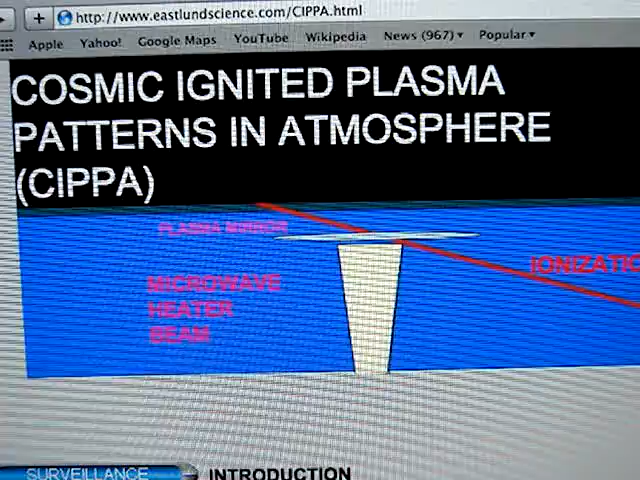 http://www.eastlundscience.com/CIPPA.html
Apple Yahoo! Google Maps YouTube Wikipedia News (967) Popular
COSMIC IGNITED PLASMA
PATTERNS IN ATMOSPHERE
(CIPPA)
PLASMA MIRROR
IONIZATIO
MICROWAVE
HEATER
BEAM
SURVEILLANCE INTRODUCTION